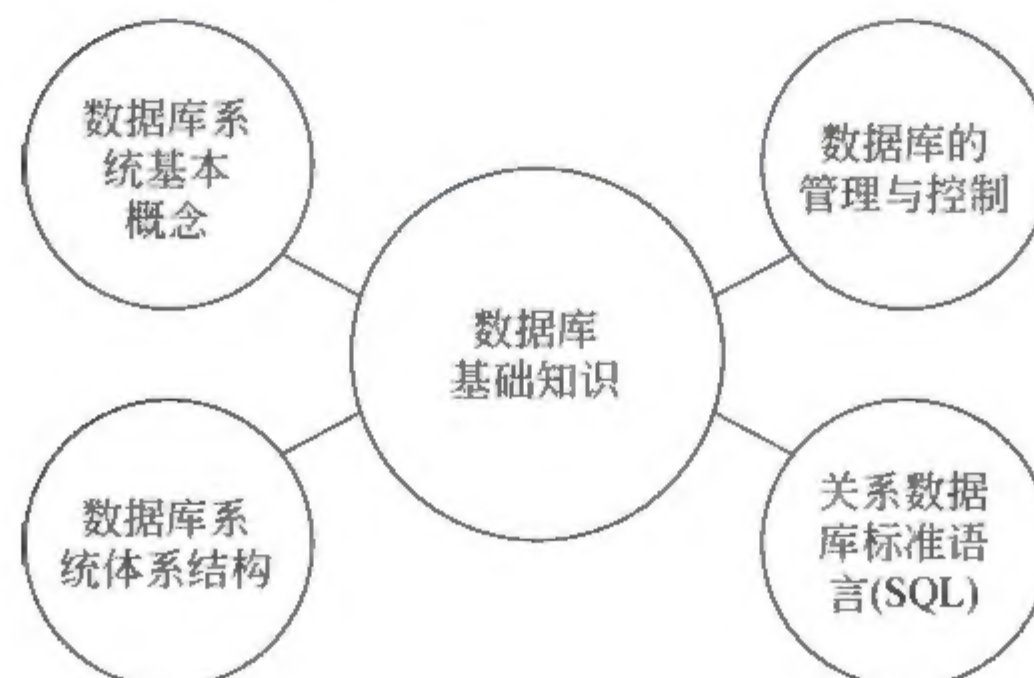 数据库系
统基本
概念
数据库的
管理与控制
数据库
基础知识
数据库系
统体系结构
关系数据
库标准语
言(SQL)